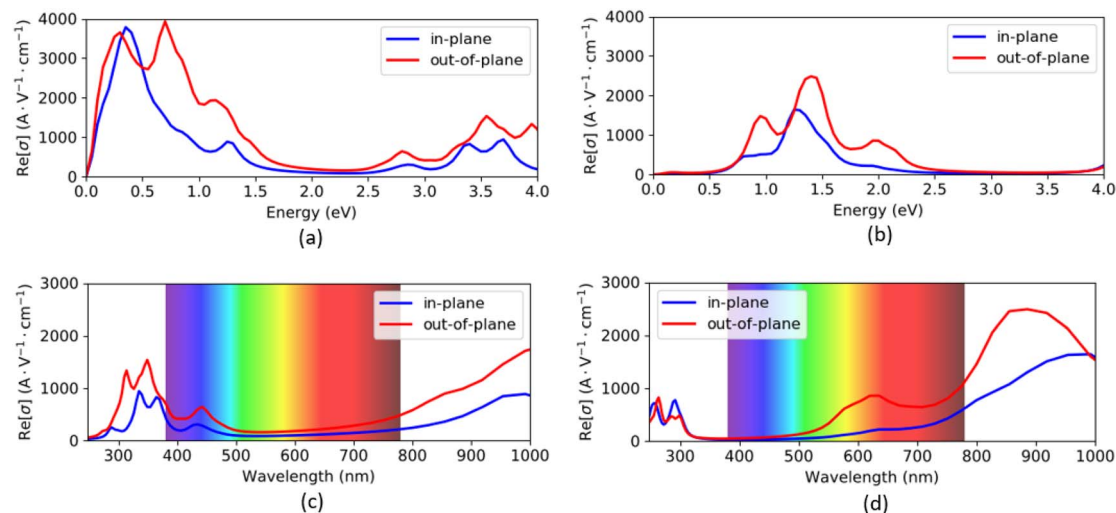 4000
3000
2000
1000
0
Re[σ] (A · V⁻¹ · cm⁻¹)
in-plane
out-of-plane
0.0 0.5 1.0 1.5 2.0 2.5 3.0 3.5 4.0
Energy (eV)
(a)
4000
3000
2000
1000
0
Re[σ] (A · V⁻¹ · cm⁻¹)
in-plane
out-of-plane
0.0 0.5 1.0 1.5 2.0 2.5 3.0 3.5 4.0
Energy (eV)
(b)
3000
2000
1000
0
Re[σ] (A · V⁻¹ · cm⁻¹)
in-plane
out-of-plane
300 400 500 600 700 800 900 1000
Wavelength (nm)
(c)
3000
2000
1000
0
Re[σ] (A · V⁻¹ · cm⁻¹)
in-plane
out-of-plane
300 400 500 600 700 800 900 1000
Wavelength (nm)
(d)